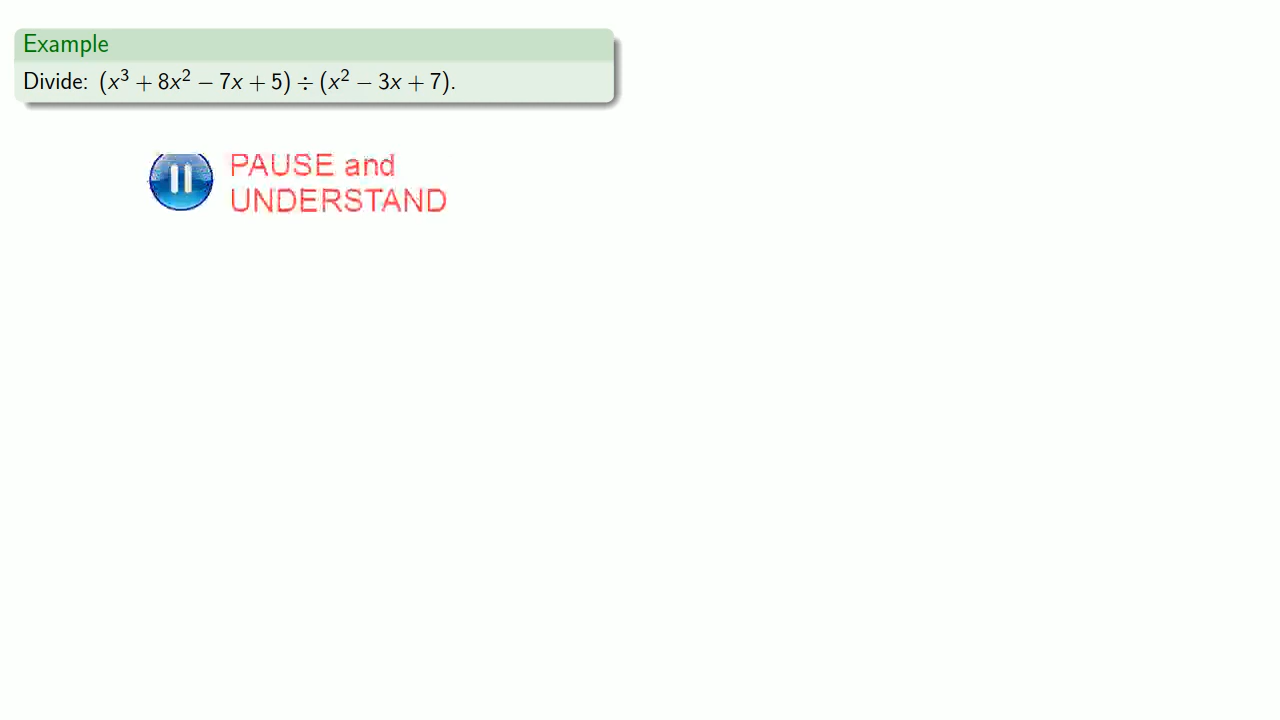 Example
Divide: (x³ + 8x² − 7x + 5) ÷ (x² − 3x + 7).
PAUSE and
UNDERSTAND